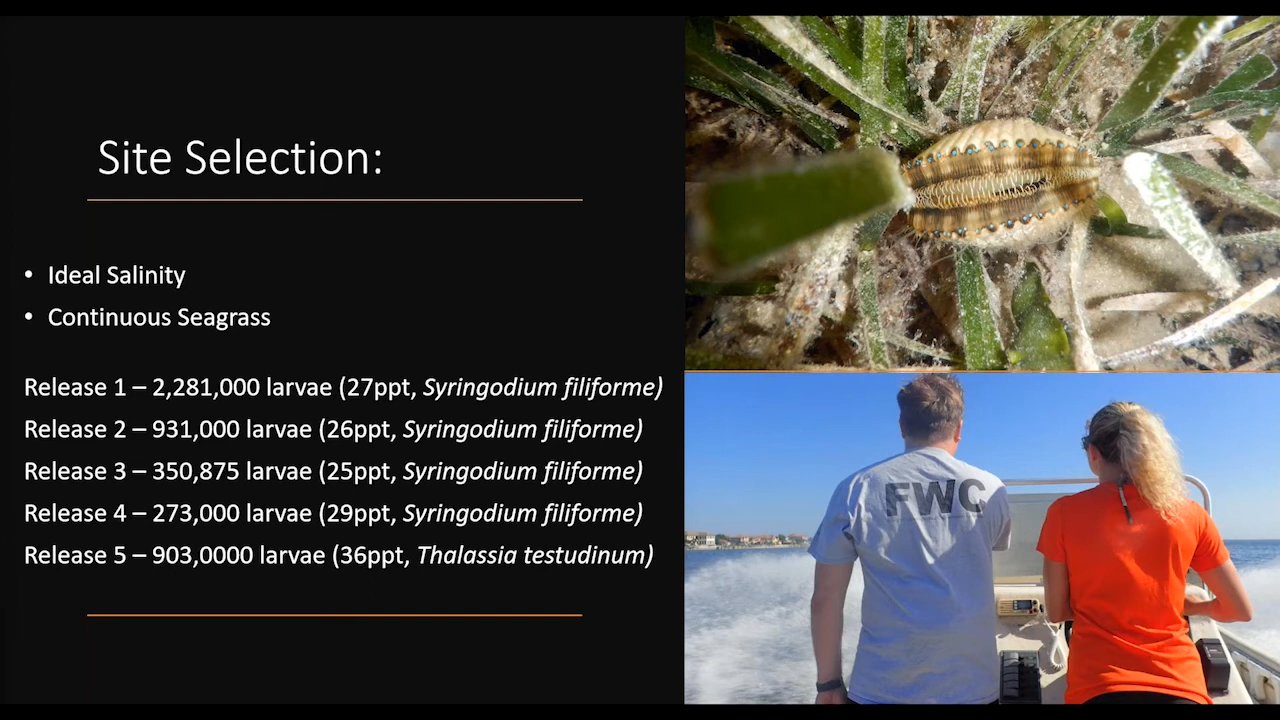 Site Selection:
• Ideal Salinity
• Continuous Seagrass
Release 1 – 2,281,000 larvae (27ppt, Syringodium filiforme)
Release 2 – 931,000 larvae (26ppt, Syringodium filiforme)
Release 3 – 350,875 larvae (25ppt, Syringodium filiforme)
Release 4 – 273,000 larvae (29ppt, Syringodium filiforme)
Release 5 – 903,0000 larvae (36ppt, Thalassia testudinum)
FWC